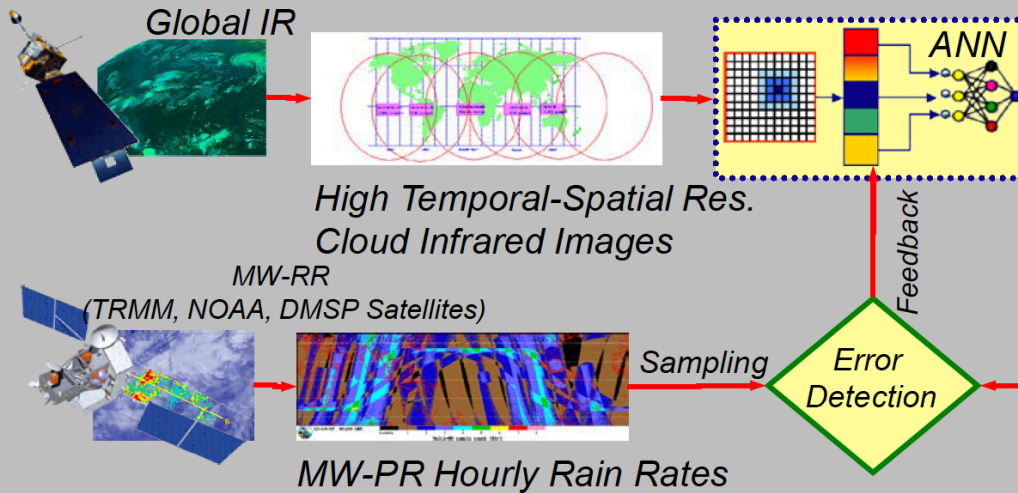 Global IR
ANN
High Temporal-Spatial Res.
Cloud Infrared Images
Feedback
MW-RR
(TRMM, NOAA, DMSP Satellites)
Sampling
Error
Detection
MW-PR Hourly Rain Rates